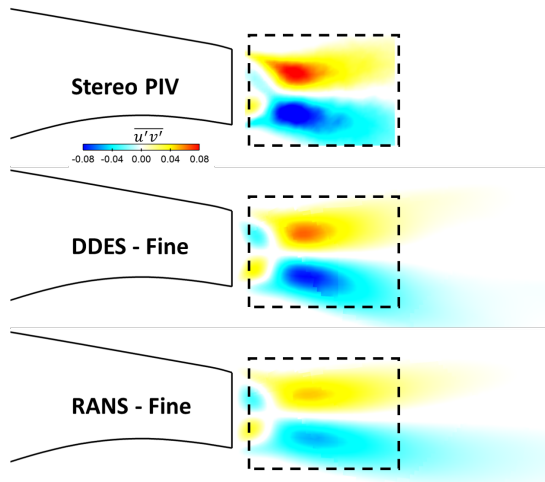 Stereo PIV
u'v'
-0.08 -0.04 0.00 0.04 0.08
DDES - Fine
RANS - Fine